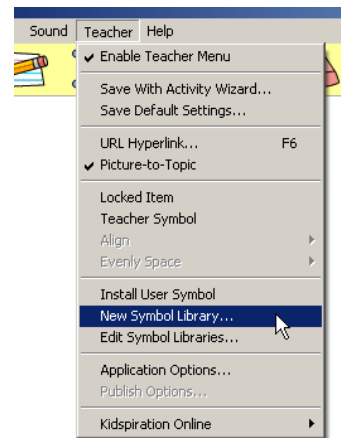 Sound Teacher Help
Enable Teacher Menu
Save With Activity Wizard...
Save Default Settings...
URL Hyperlink... F6
Picture-to-Topic
Locked Item
Teacher Symbol
Align
Evenly Space
Install User Symbol
New Symbol Library...
Edit Symbol Libraries...
Application Options...
Publish Options...
Kidspiration Online